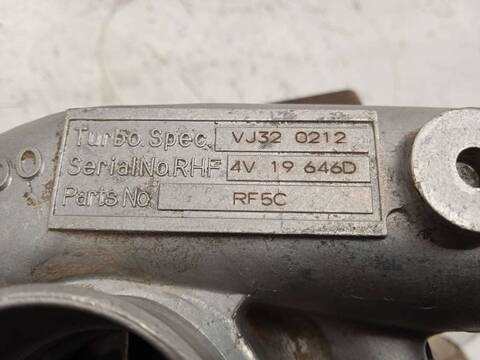 Turbo. Spec. VJ32 0212
Serial No. RHF 4V 19 646D
Parts No RF5C